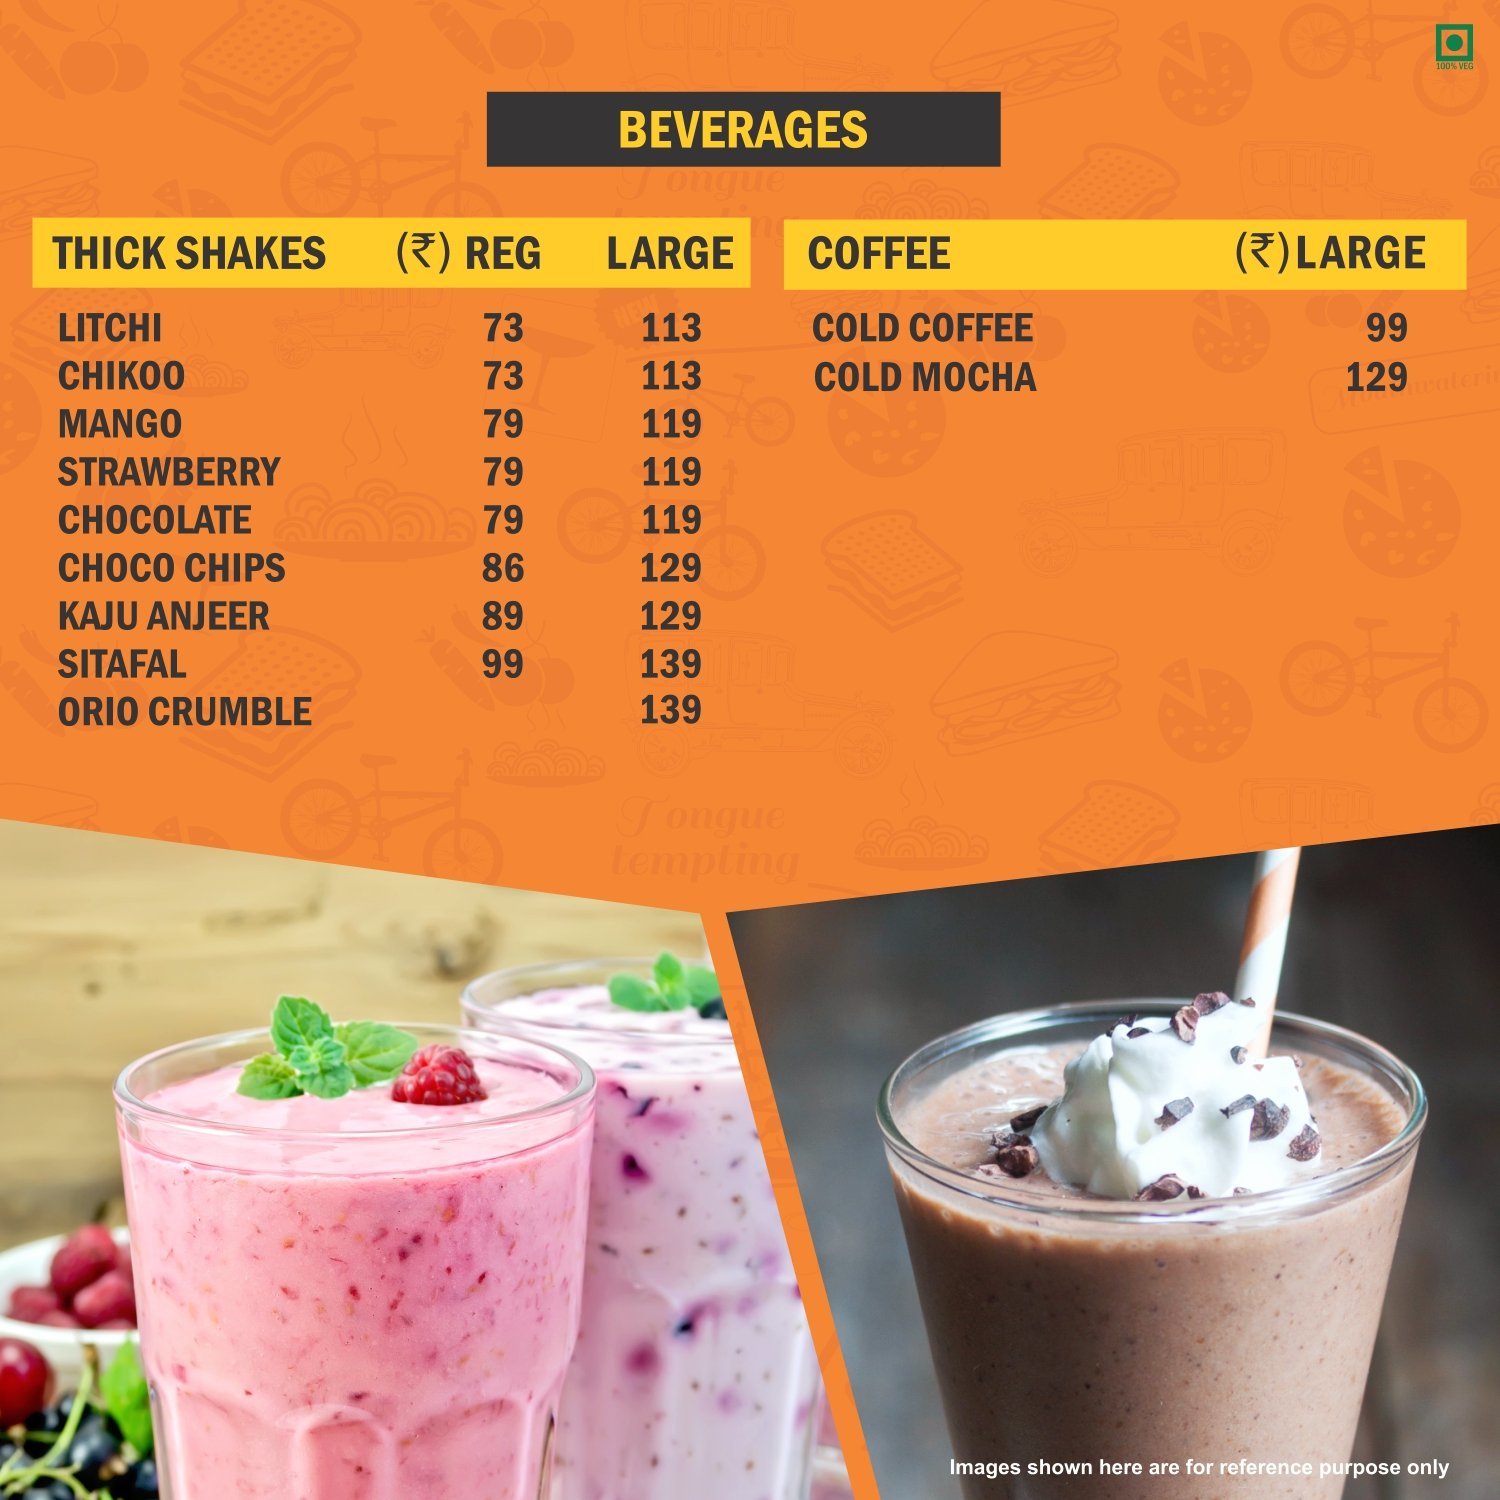 100% VEG
BEVERAGES
THICK SHAKES (₹) REG LARGE
LITCHI 73 113
CHIKOO 73 113
MANGO 79 119
STRAWBERRY 79 119
CHOCOLATE 79 119
CHOCO CHIPS 86 129
KAJU ANJEER 89 129
SITAFAL 99 139
ORIO CRUMBLE 139
COFFEE (₹) LARGE
COLD COFFEE 99
COLD MOCHA 129
Tongue
tempting
Images shown here are for reference purpose only